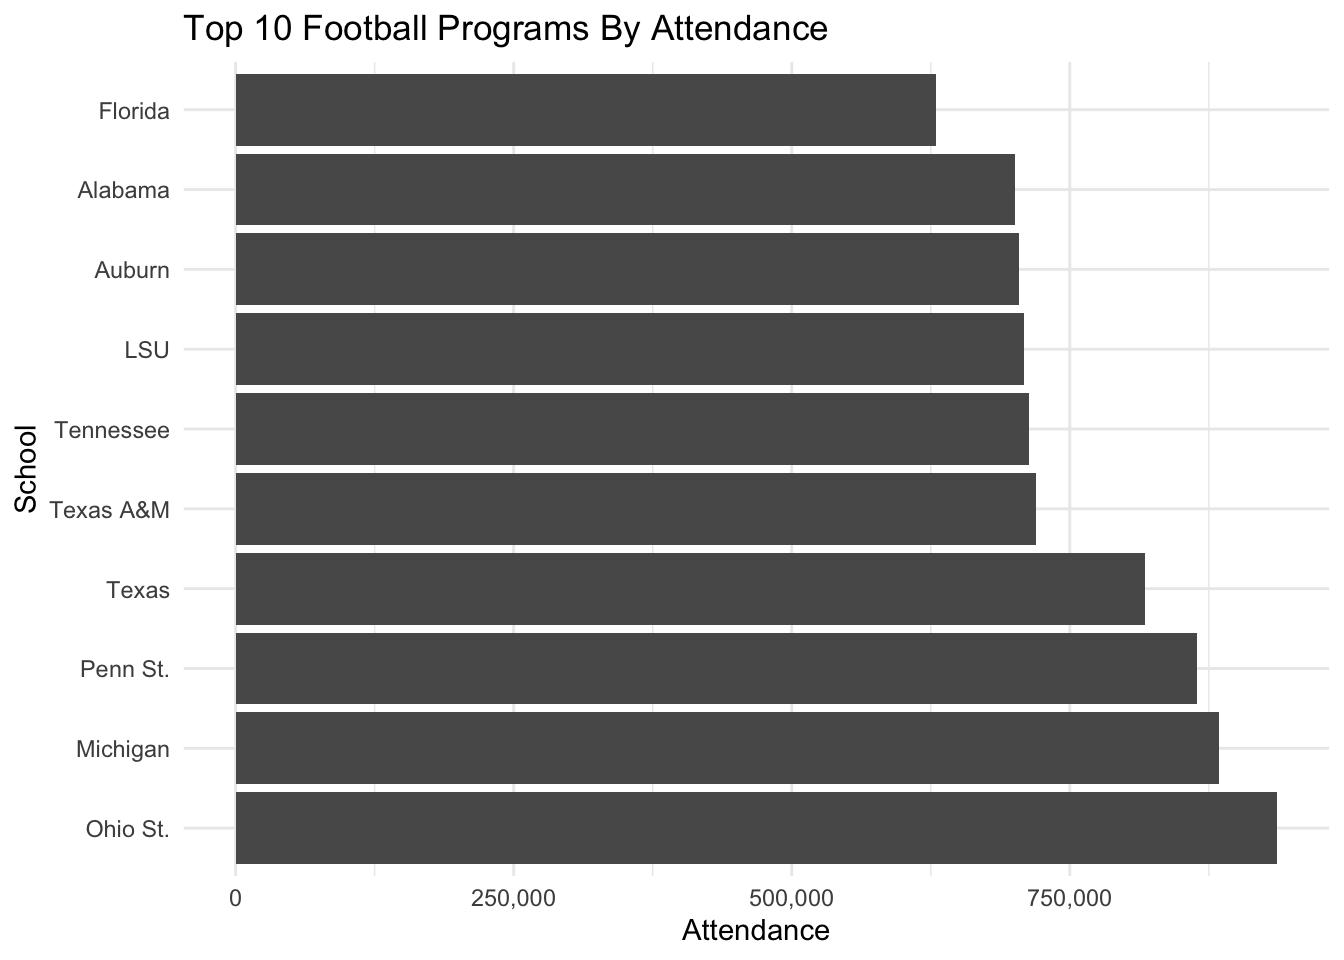 Top 10 Football Programs By Attendance
Florida
Alabama
Auburn
LSU
Tennessee
Texas A&M
Texas
Penn St.
Michigan
Ohio St.
School
0 250,000 500,000 750,000
Attendance